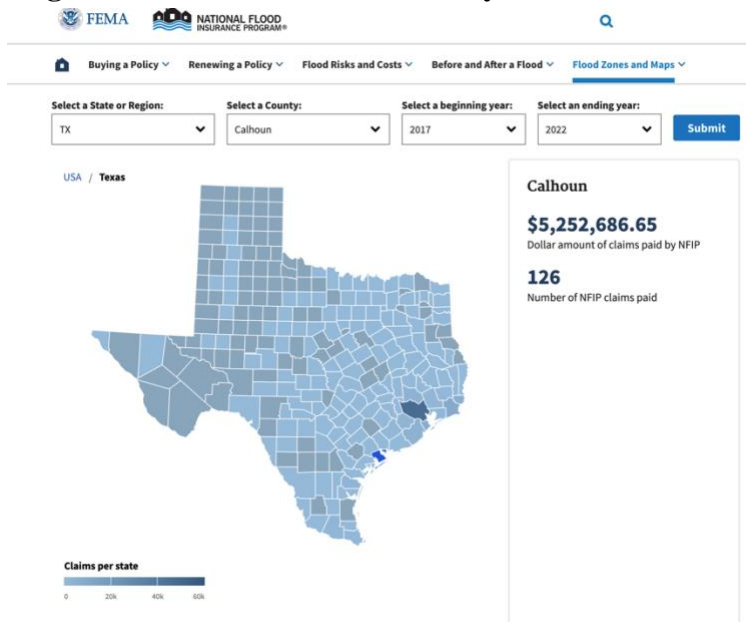 FEMA NATIONAL FLOOD
INSURANCE PROGRAM®
Buying a Policy Renewing a Policy Flood Risks and Costs Before and After a Flood Flood Zones and Maps
Select a State or Region: Select a County: Select a beginning year: Select an ending year:
TX Calhoun 2017 2022 Submit
USA / Texas
Calhoun
$5,252,686.65
Dollar amount of claims paid by NFIP
126
Number of NFIP claims paid
Claims per state
0 20k 40k 60k